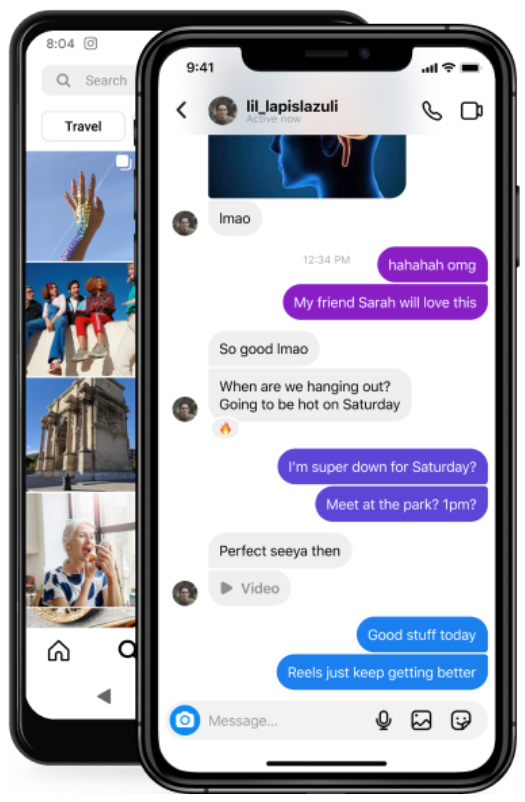 8:04
Search
Travel
9:41
lil_lapislazuli
Active now
lmao
12:34 PM
hahahah omg
My friend Sarah will love this
So good lmao
When are we hanging out?
Going to be hot on Saturday
I'm super down for Saturday?
Meet at the park? 1pm?
Perfect seeya then
Video
Good stuff today
Reels just keep getting better
Message...